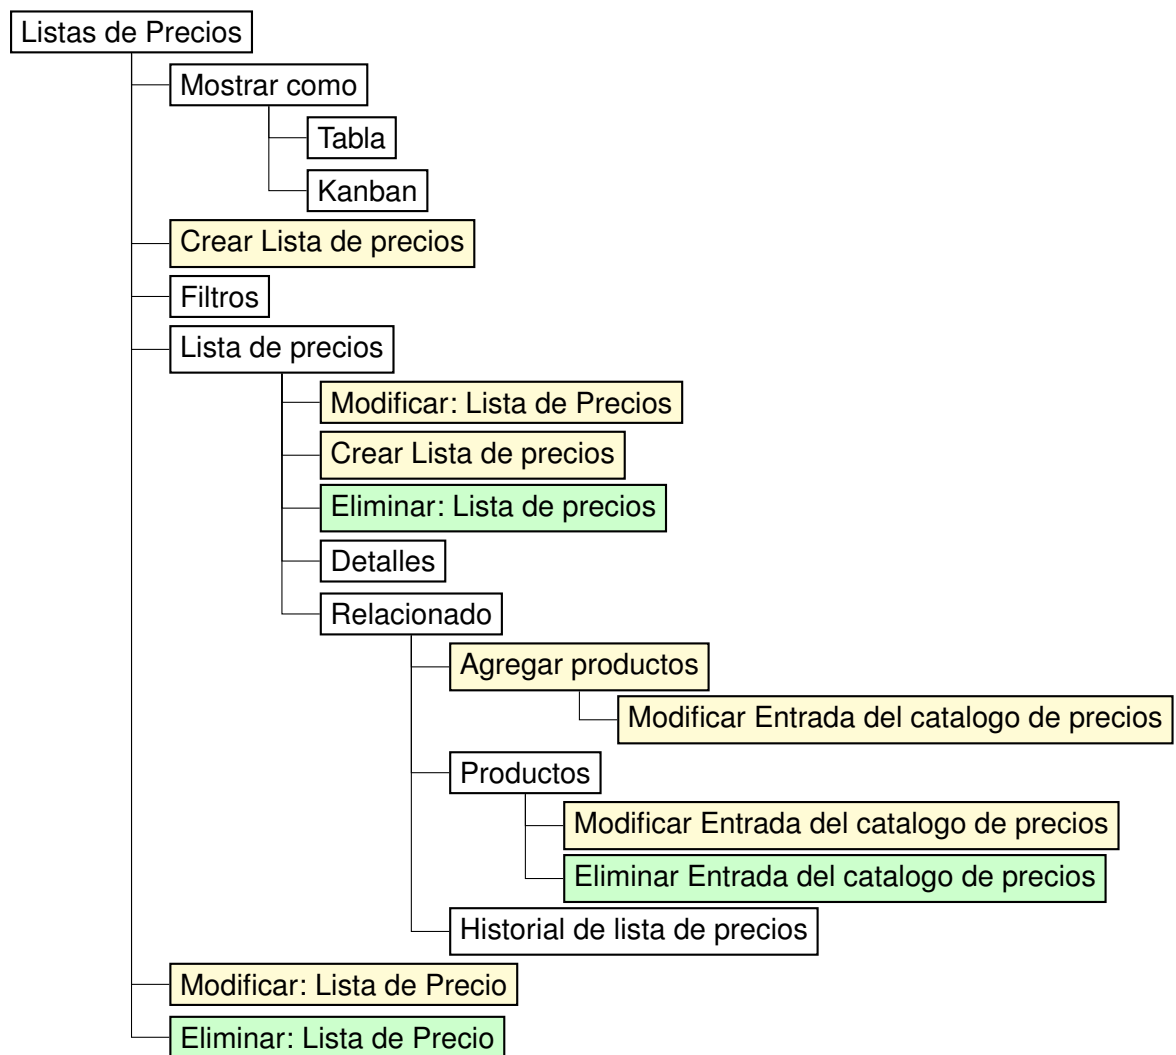 Listas de Precios
Mostrar como
Tabla
Kanban
Crear Lista de precios
Filtros
Lista de precios
Modificar: Lista de Precios
Crear Lista de precios
Eliminar: Lista de precios
Detalles
Relacionado
Agregar productos
Modificar Entrada del catalogo de precios
Productos
Modificar Entrada del catalogo de precios
Eliminar Entrada del catalogo de precios
Historial de lista de precios
Modificar: Lista de Precio
Eliminar: Lista de Precio